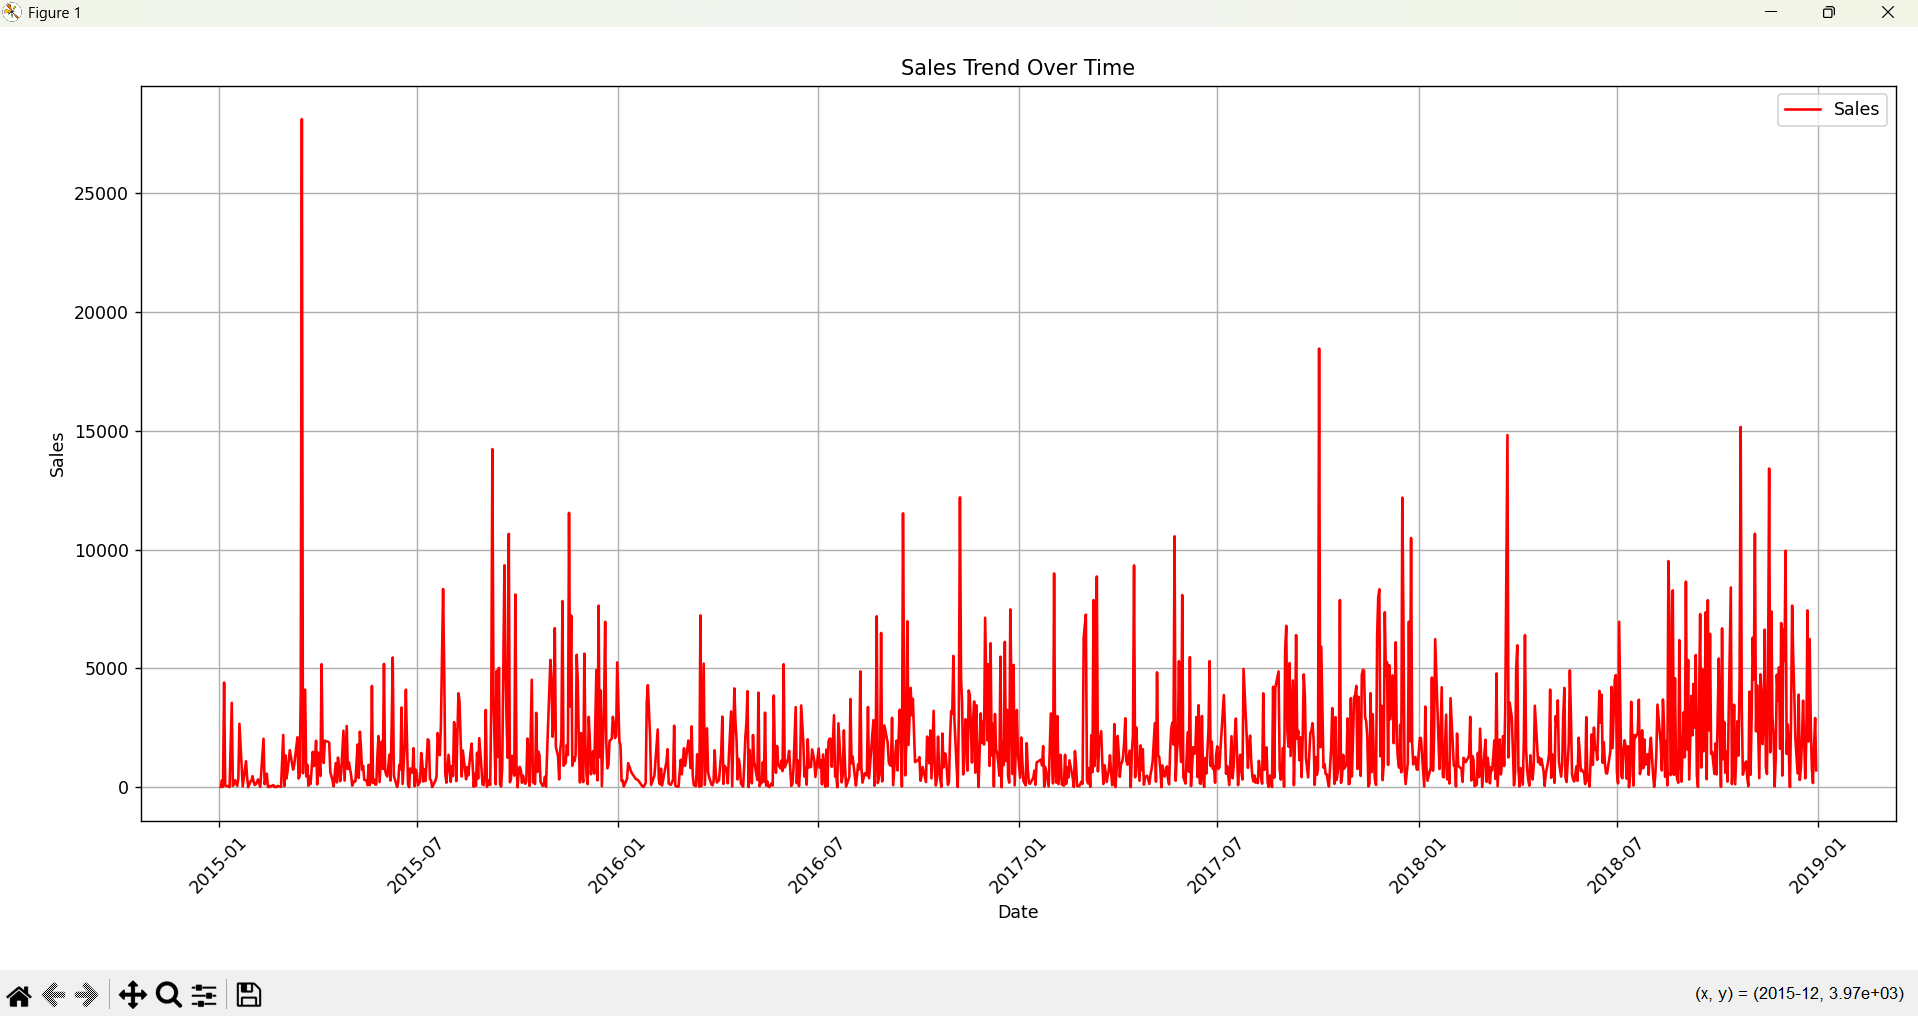 Figure 1
Sales Trend Over Time
Sales
25000
20000
15000
10000
5000
0
Sales
2015-01
2015-07
2016-01
2016-07
2017-01
2017-07
2018-01
2018-07
2019-01
Date
(x, y) = (2015-12, 3.97e+03)